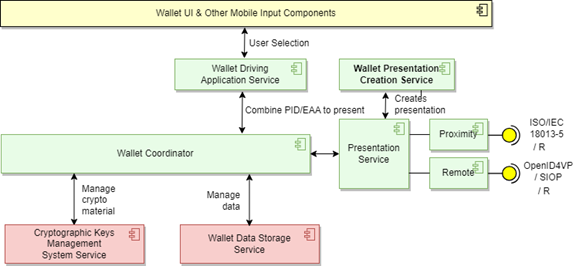 Wallet UI & Other Mobile Input Components
User Selection
Wallet Driving
Application Service
Wallet Presentation
Creation Service
Combine PID/EAA to present
Creates
presentation
Wallet Coordinator
Presentation
Service
Proximity
ISO/IEC
18013-5
/ R
Remote
OpenID4VP
/ SIOP
/ R
Manage
crypto
material
Manage
data
Cryptographic Keys
Management
System Service
Wallet Data Storage
Service